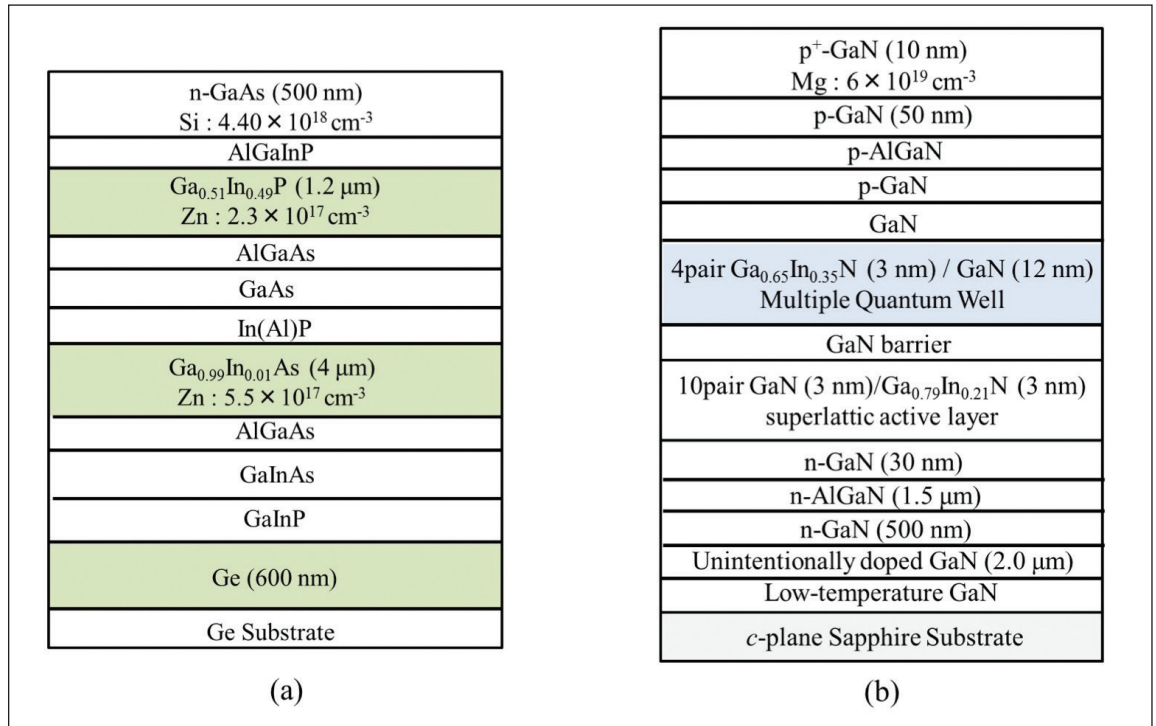 n-GaAs (500 nm)
Si : 4.40 × 10¹⁸ cm⁻³
AlGaInP
Ga₀.₅₁In₀.₄₉P (1.2 μm)
Zn : 2.3 × 10¹⁷ cm⁻³
AlGaAs
GaAs
In(Al)P
Ga₀.₉₉In₀.₀₁As (4 μm)
Zn : 5.5 × 10¹⁷ cm⁻³
AlGaAs
GaInAs
GaInP
Ge (600 nm)
Ge Substrate
(a)
p⁺-GaN (10 nm)
Mg : 6 × 10¹⁹ cm⁻³
p-GaN (50 nm)
p-AlGaN
p-GaN
GaN
4pair Ga₀.₆₅In₀.₃₅N (3 nm) / GaN (12 nm)
Multiple Quantum Well
GaN barrier
10pair GaN (3 nm)/Ga₀.₇₉In₀.₂₁N (3 nm)
superlattic active layer
n-GaN (30 nm)
n-AlGaN (1.5 μm)
n-GaN (500 nm)
Unintentionally doped GaN (2.0 μm)
Low-temperature GaN
c-plane Sapphire Substrate
(b)